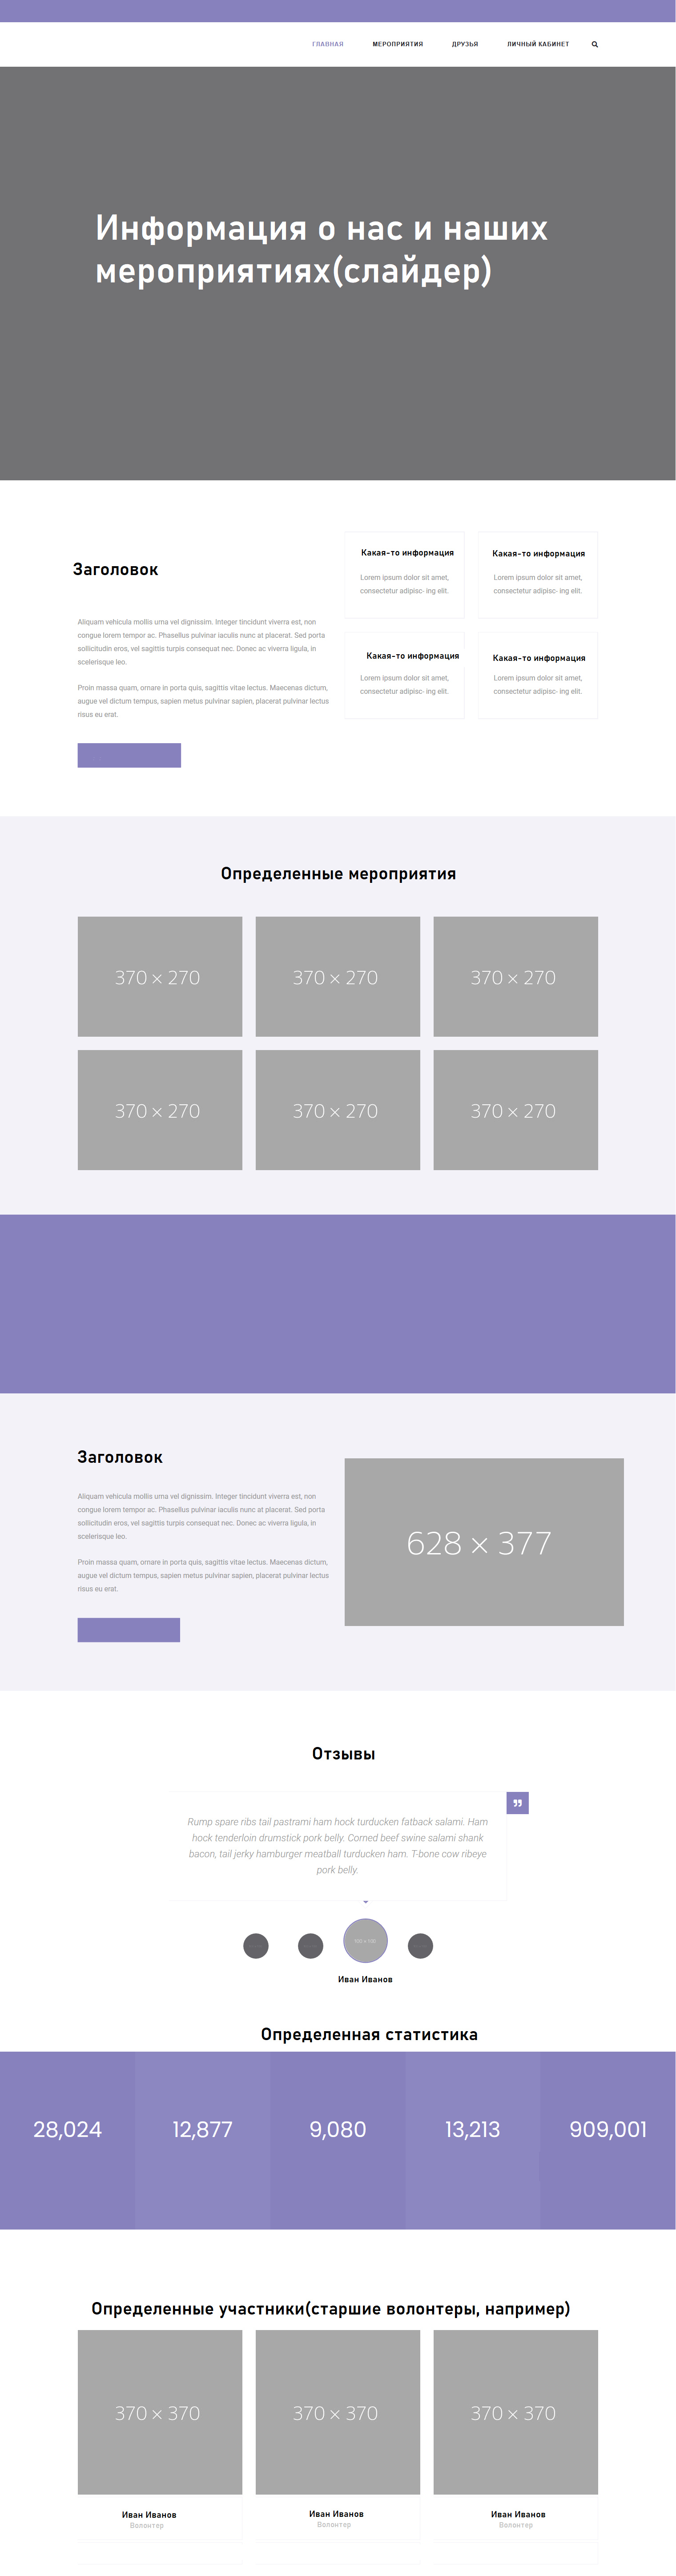 ГЛАВНАЯ МЕРОПРИЯТИЯ ДРУЗЬЯ ЛИЧНЫЙ КАБИНЕТ
Информация о нас и наших
мероприятиях(слайдер)
Заголовок
Aliquam vehicula mollis urna vel dignissim. Integer tincidunt viverra est, non
congue lorem tempor ac. Phasellus pulvinar iaculis nunc at placerat. Sed porta
sollicitudin eros, vel sagittis turpis consequat nec. Donec ac viverra ligula, in
scelerisque leo.
Proin massa quam, ornare in porta quis, sagittis vitae lectus. Maecenas dictum,
augue vel dictum tempus, sapien metus pulvinar sapien, placerat pulvinar lectus
risus eu erat.
Какая-то информация
Lorem ipsum dolor sit amet,
consectetur adipisc- ing elit.
Какая-то информация
Lorem ipsum dolor sit amet,
consectetur adipisc- ing elit.
Какая-то информация
Lorem ipsum dolor sit amet,
consectetur adipisc- ing elit.
Какая-то информация
Lorem ipsum dolor sit amet,
consectetur adipisc- ing elit.
Определенные мероприятия
370 × 270 370 × 270 370 × 270
370 × 270 370 × 270 370 × 270
Заголовок
Aliquam vehicula mollis urna vel dignissim. Integer tincidunt viverra est, non
congue lorem tempor ac. Phasellus pulvinar iaculis nunc at placerat. Sed porta
sollicitudin eros, vel sagittis turpis consequat nec. Donec ac viverra ligula, in
scelerisque leo.
Proin massa quam, ornare in porta quis, sagittis vitae lectus. Maecenas dictum,
augue vel dictum tempus, sapien metus pulvinar sapien, placerat pulvinar lectus
risus eu erat.
628 × 377
Отзывы
Rump spare ribs tail pastrami ham hock turducken fatback salami. Ham
hock tenderloin drumstick pork belly. Corned beef swine salami shank
bacon, tail jerky hamburger meatball turducken ham. T-bone cow ribeye
pork belly.
Иван Иванов
Определенная статистика
28,024 12,877 9,080 13,213 909,001
Определенные участники(старшие волонтеры, например)
370 × 370 370 × 370 370 × 370
Иван Иванов Иван Иванов Иван Иванов
Волонтер Волонтер Волонтер